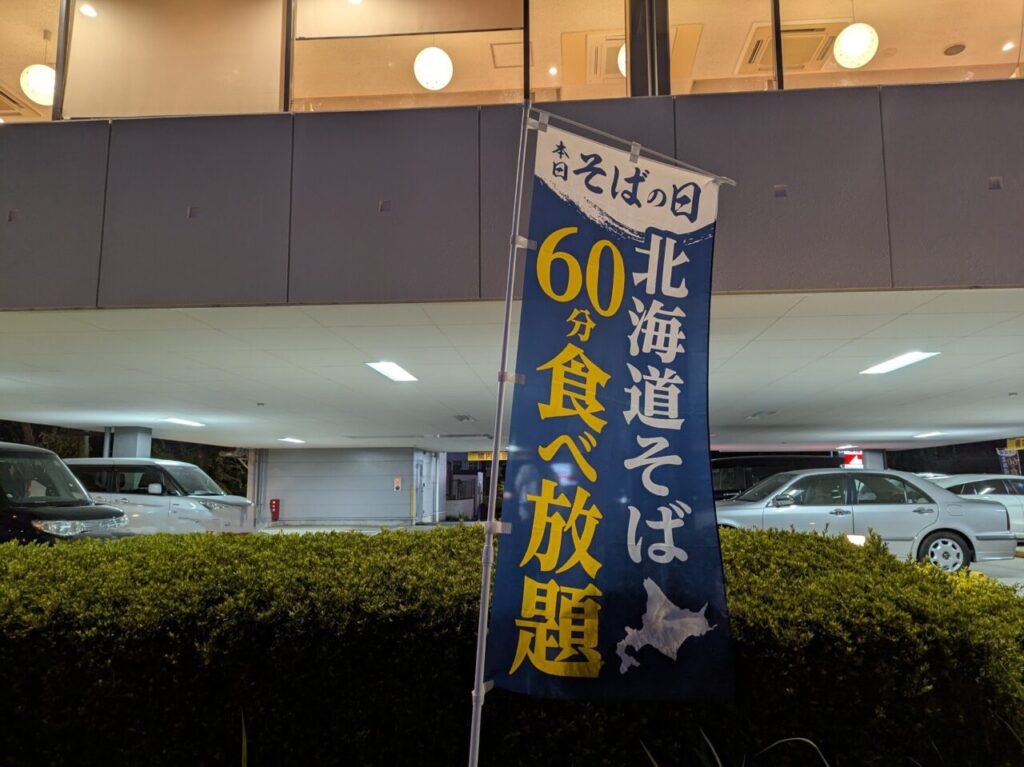 本日そばの日
北海道そば
60分食べ放題